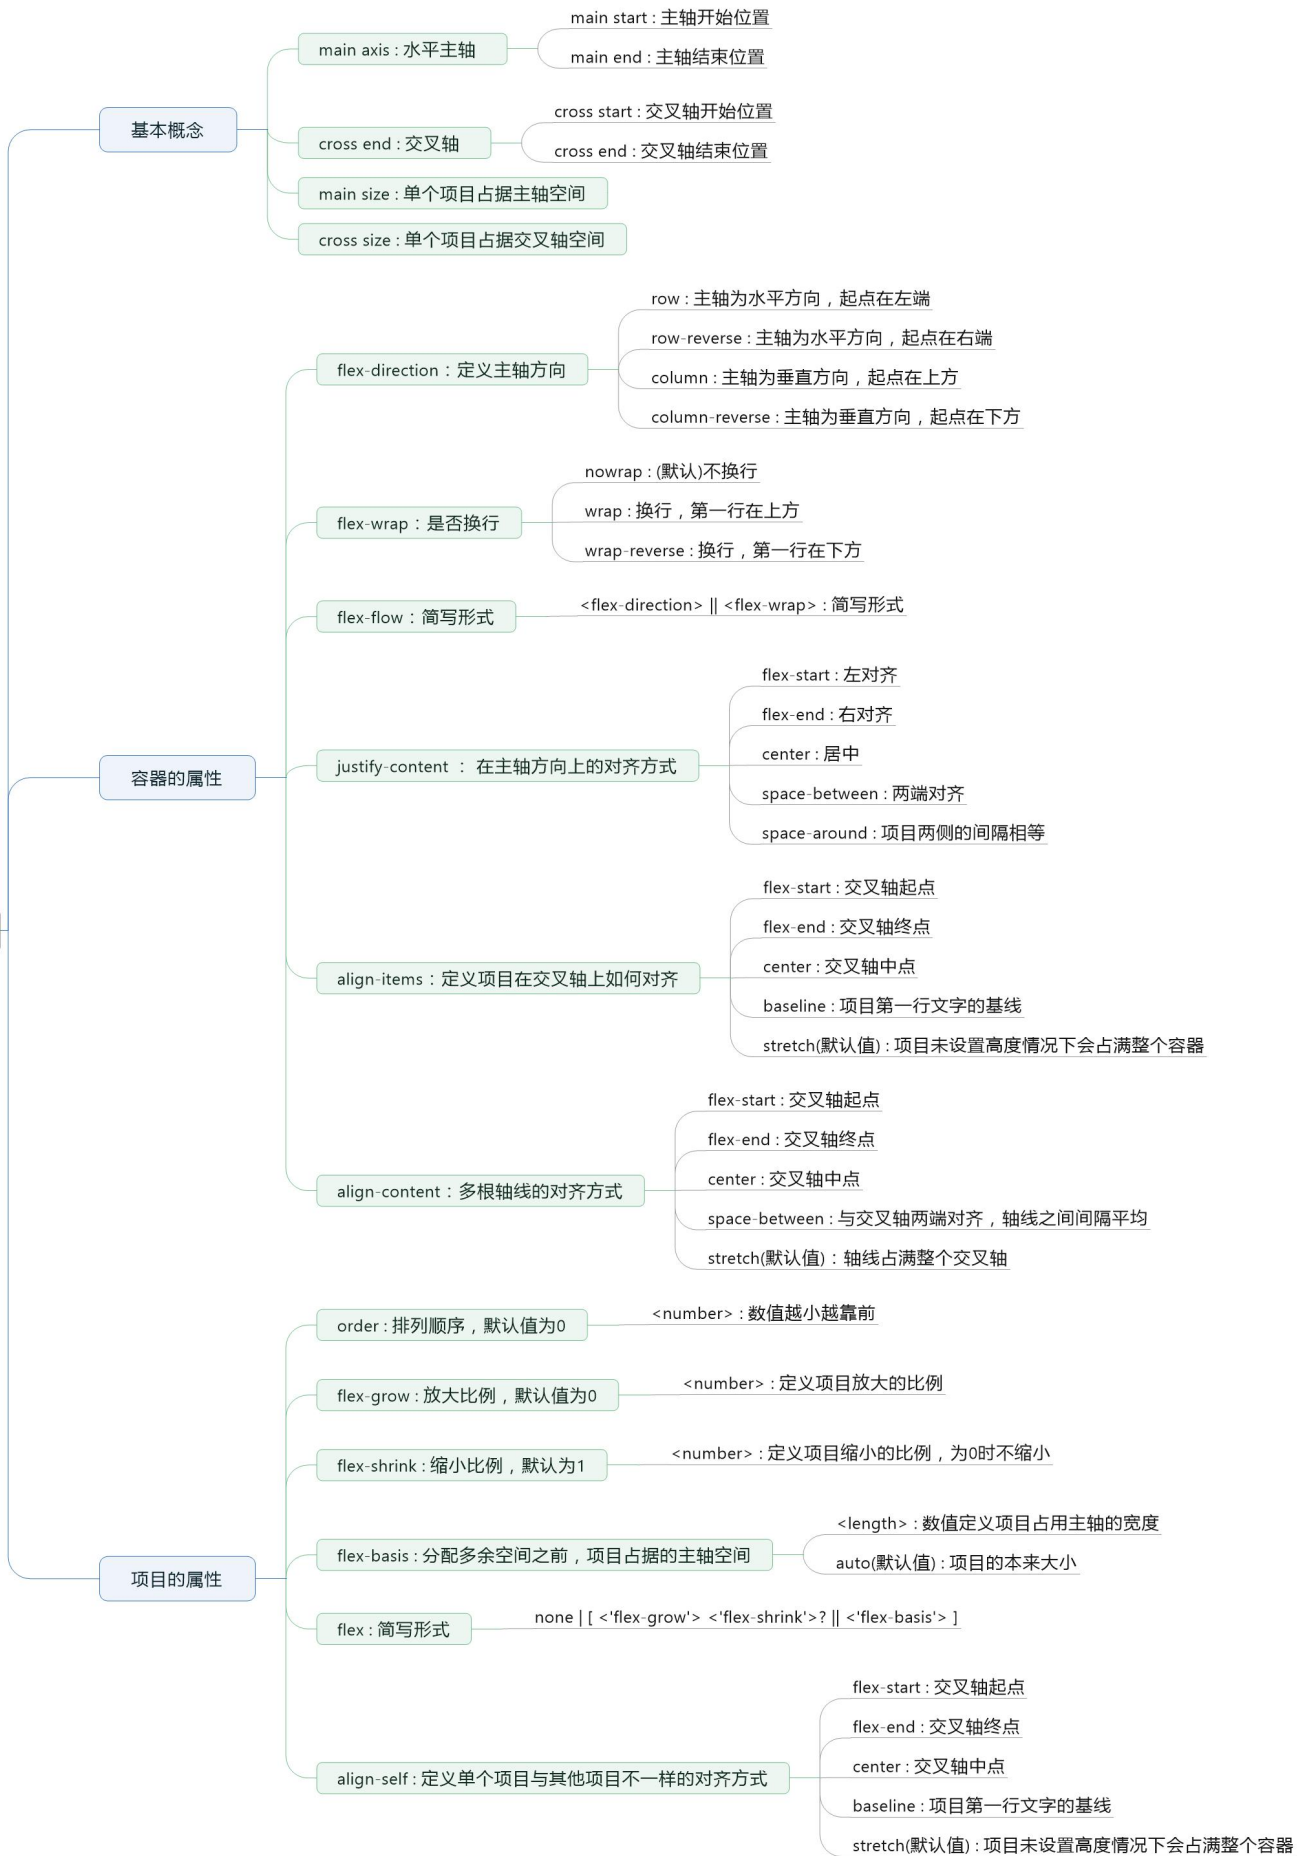 基本概念
main axis : 水平主轴
main start : 主轴开始位置
main end : 主轴结束位置
cross end : 交叉轴
cross start : 交叉轴开始位置
cross end : 交叉轴结束位置
main size : 单个项目占据主轴空间
cross size : 单个项目占据交叉轴空间
容器的属性
flex-direction : 定义主轴方向
row : 主轴为水平方向，起点在左端
row-reverse : 主轴为水平方向，起点在右端
column : 主轴为垂直方向，起点在上方
column-reverse : 主轴为垂直方向，起点在下方
flex-wrap : 是否换行
nowrap : (默认)不换行
wrap : 换行，第一行在上方
wrap-reverse : 换行，第一行在下方
flex-flow : 简写形式
<flex-direction> || <flex-wrap> : 简写形式
justify-content ： 在主轴方向上的对齐方式
flex-start : 左对齐
flex-end : 右对齐
center : 居中
space-between : 两端对齐
space-around : 项目两侧的间隔相等
align-items : 定义项目在交叉轴上如何对齐
flex-start : 交叉轴起点
flex-end : 交叉轴终点
center : 交叉轴中点
baseline : 项目第一行文字的基线
stretch(默认值) : 项目未设置高度情况下会占满整个容器
align-content : 多根轴线的对齐方式
flex-start : 交叉轴起点
flex-end : 交叉轴终点
center : 交叉轴中点
space-between : 与交叉轴两端对齐，轴线之间间隔平均
stretch(默认值) : 轴线占满整个交叉轴
项目的属性
order : 排列顺序，默认值为0
<number> : 数值越小越靠前
flex-grow : 放大比例，默认值为0
<number> : 定义项目放大的比例
flex-shrink : 缩小比例，默认为1
<number> : 定义项目缩小的比例，为0时不缩小
flex-basis : 分配多余空间之前，项目占据的主轴空间
<length> : 数值定义项目占用主轴的宽度
auto(默认值) : 项目的本来大小
flex : 简写形式
none | [ <'flex-grow'> <'flex-shrink'>? || <'flex-basis'> ]
align-self : 定义单个项目与其他项目不一样的对齐方式
flex-start : 交叉轴起点
flex-end : 交叉轴终点
center : 交叉轴中点
baseline : 项目第一行文字的基线
stretch(默认值) : 项目未设置高度情况下会占满整个容器